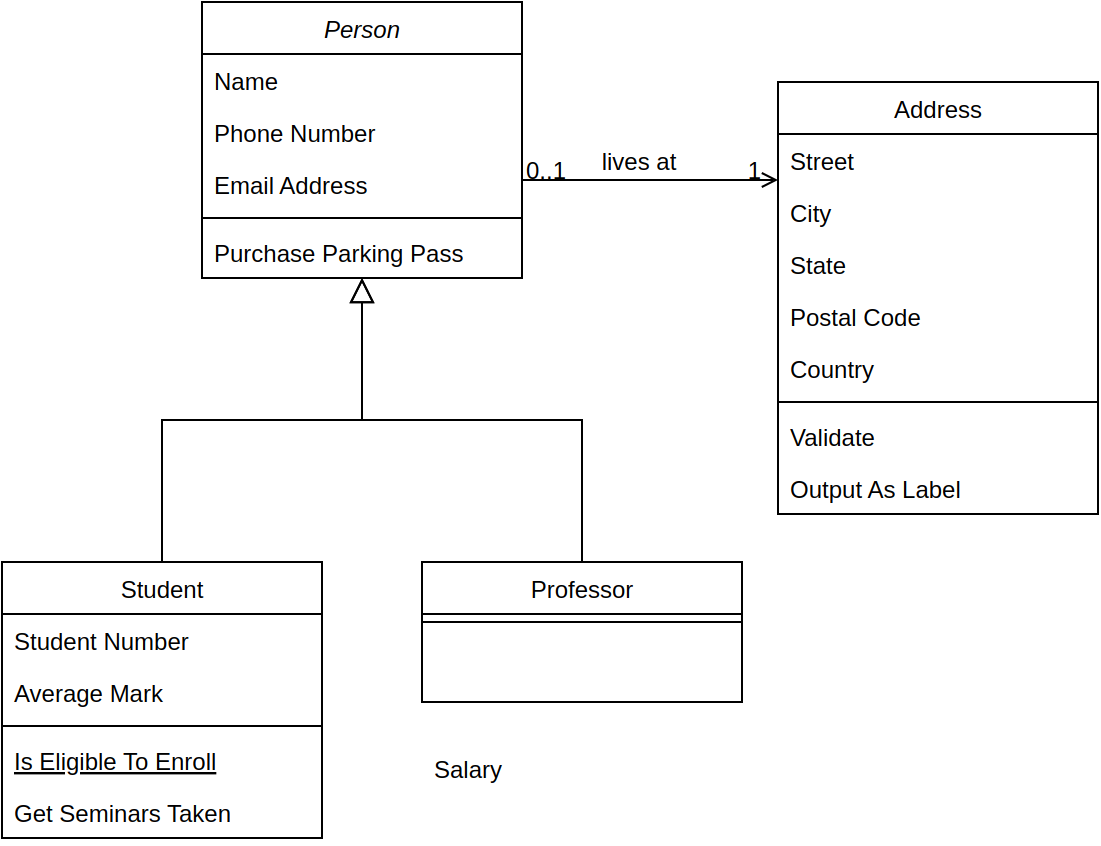 Person
Name
Phone Number
Email Address
Purchase Parking Pass
0..1
lives at
1
Address
Street
City
State
Postal Code
Country
Validate
Output As Label
Student
Student Number
Average Mark
Is Eligible To Enroll
Get Seminars Taken
Professor
Salary